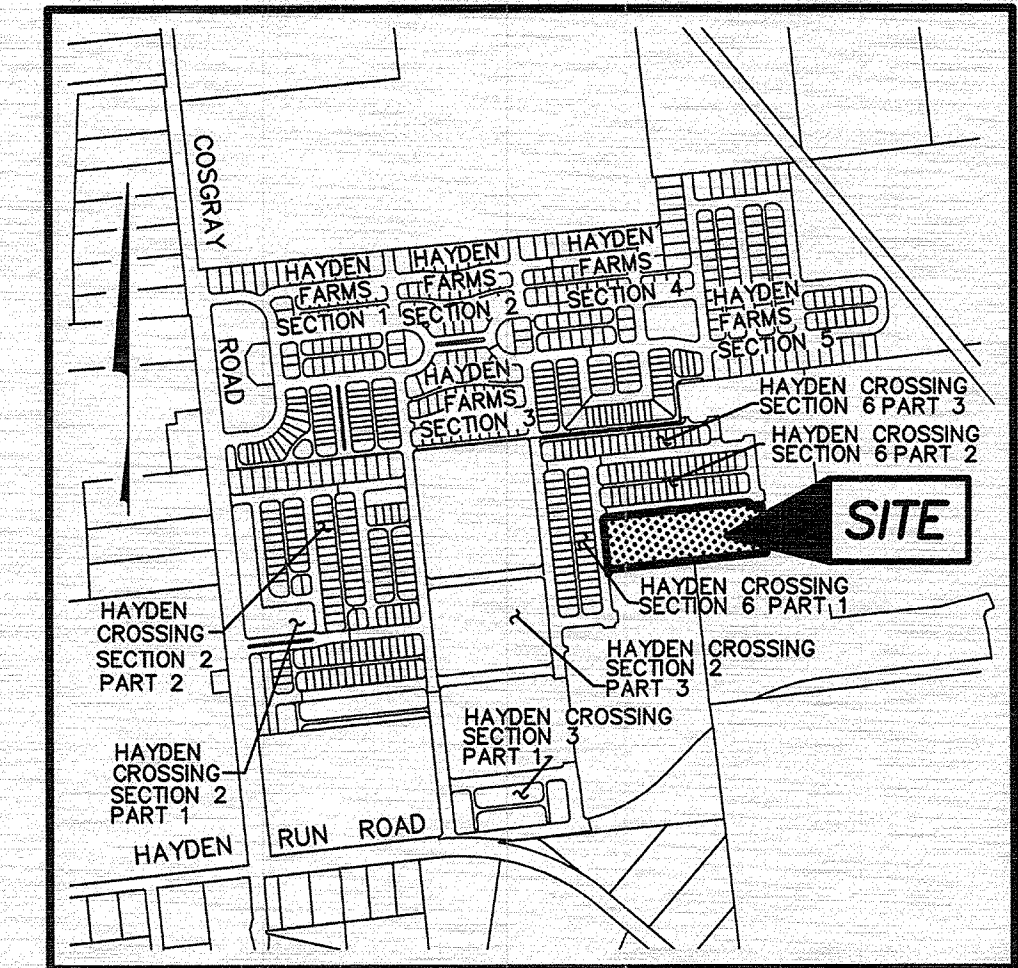 COSGRAY
ROAD
HAYDEN
FARMS
SECTION 1
HAYDEN
FARMS
SECTION 2
HAYDEN
FARMS
SECTION 4
HAYDEN
FARMS
SECTION 5
HAYDEN
FARMS
SECTION 3
HAYDEN CROSSING
SECTION 6 PART 3
HAYDEN CROSSING
SECTION 6 PART 2
SITE
HAYDEN CROSSING
SECTION 6 PART 1
HAYDEN
CROSSING
SECTION 2
PART 2
HAYDEN CROSSING
SECTION 2
PART 3
HAYDEN CROSSING
SECTION 3
PART 1
HAYDEN
CROSSING
SECTION 2
PART 1
HAYDEN RUN ROAD